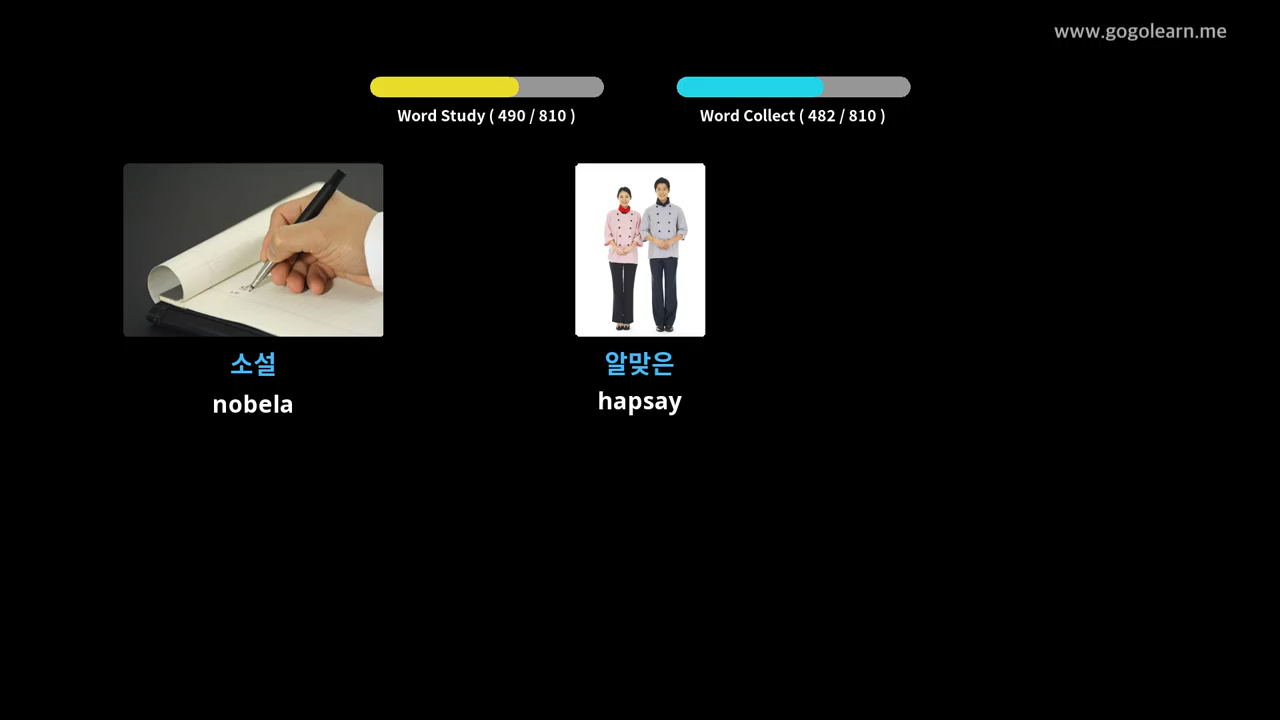 www.gogolearn.me
Word Study ( 490 / 810 )
Word Collect ( 482 / 810 )
소설
nobela
알맞은
hapsay